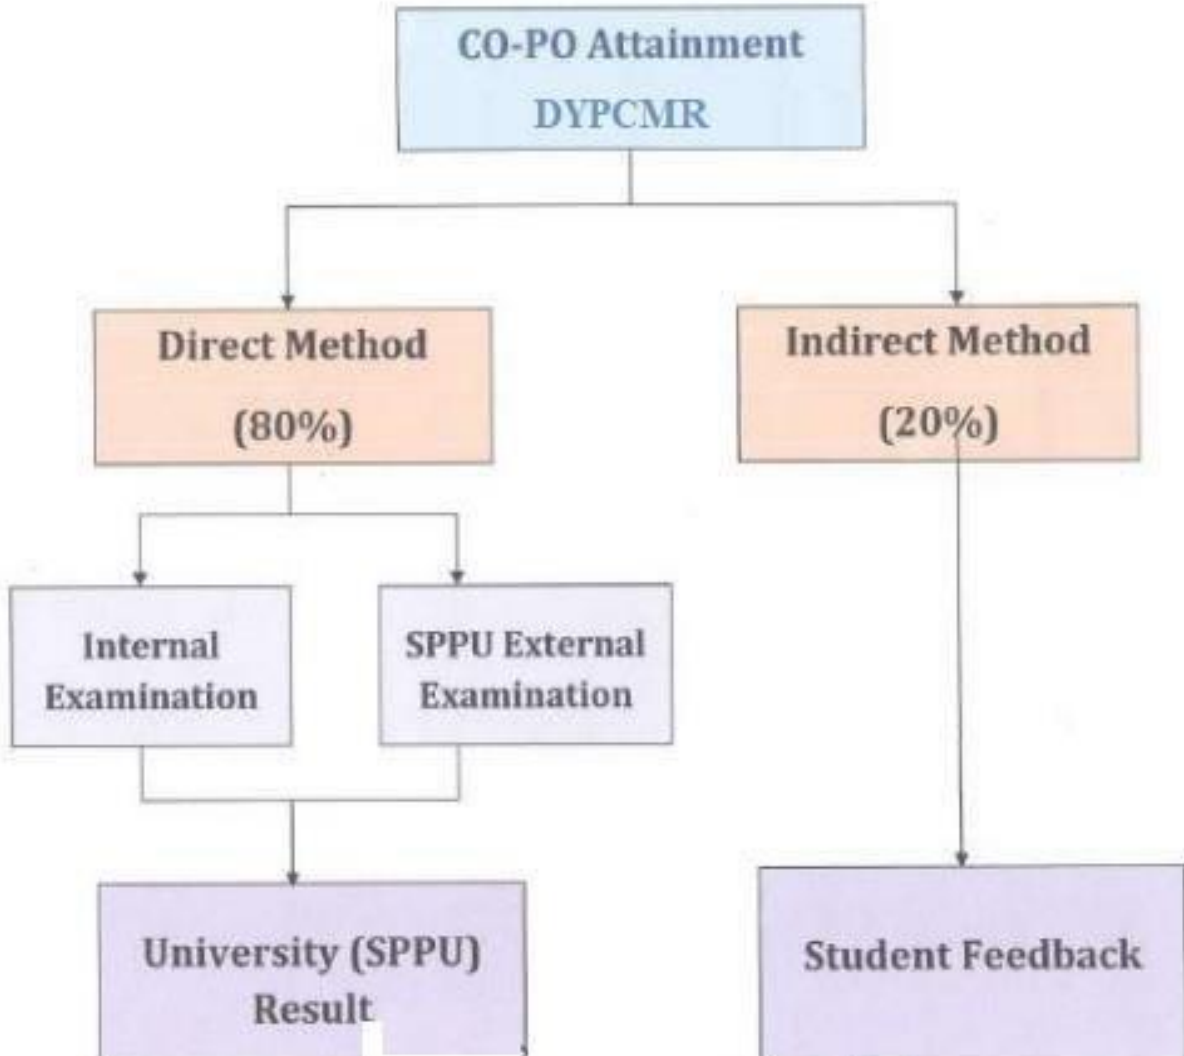 CO-PO Attainment
DYPCMR
Direct Method
(80%)
Indirect Method
(20%)
Internal
Examination
SPPU External
Examination
University (SPPU)
Result
Student Feedback